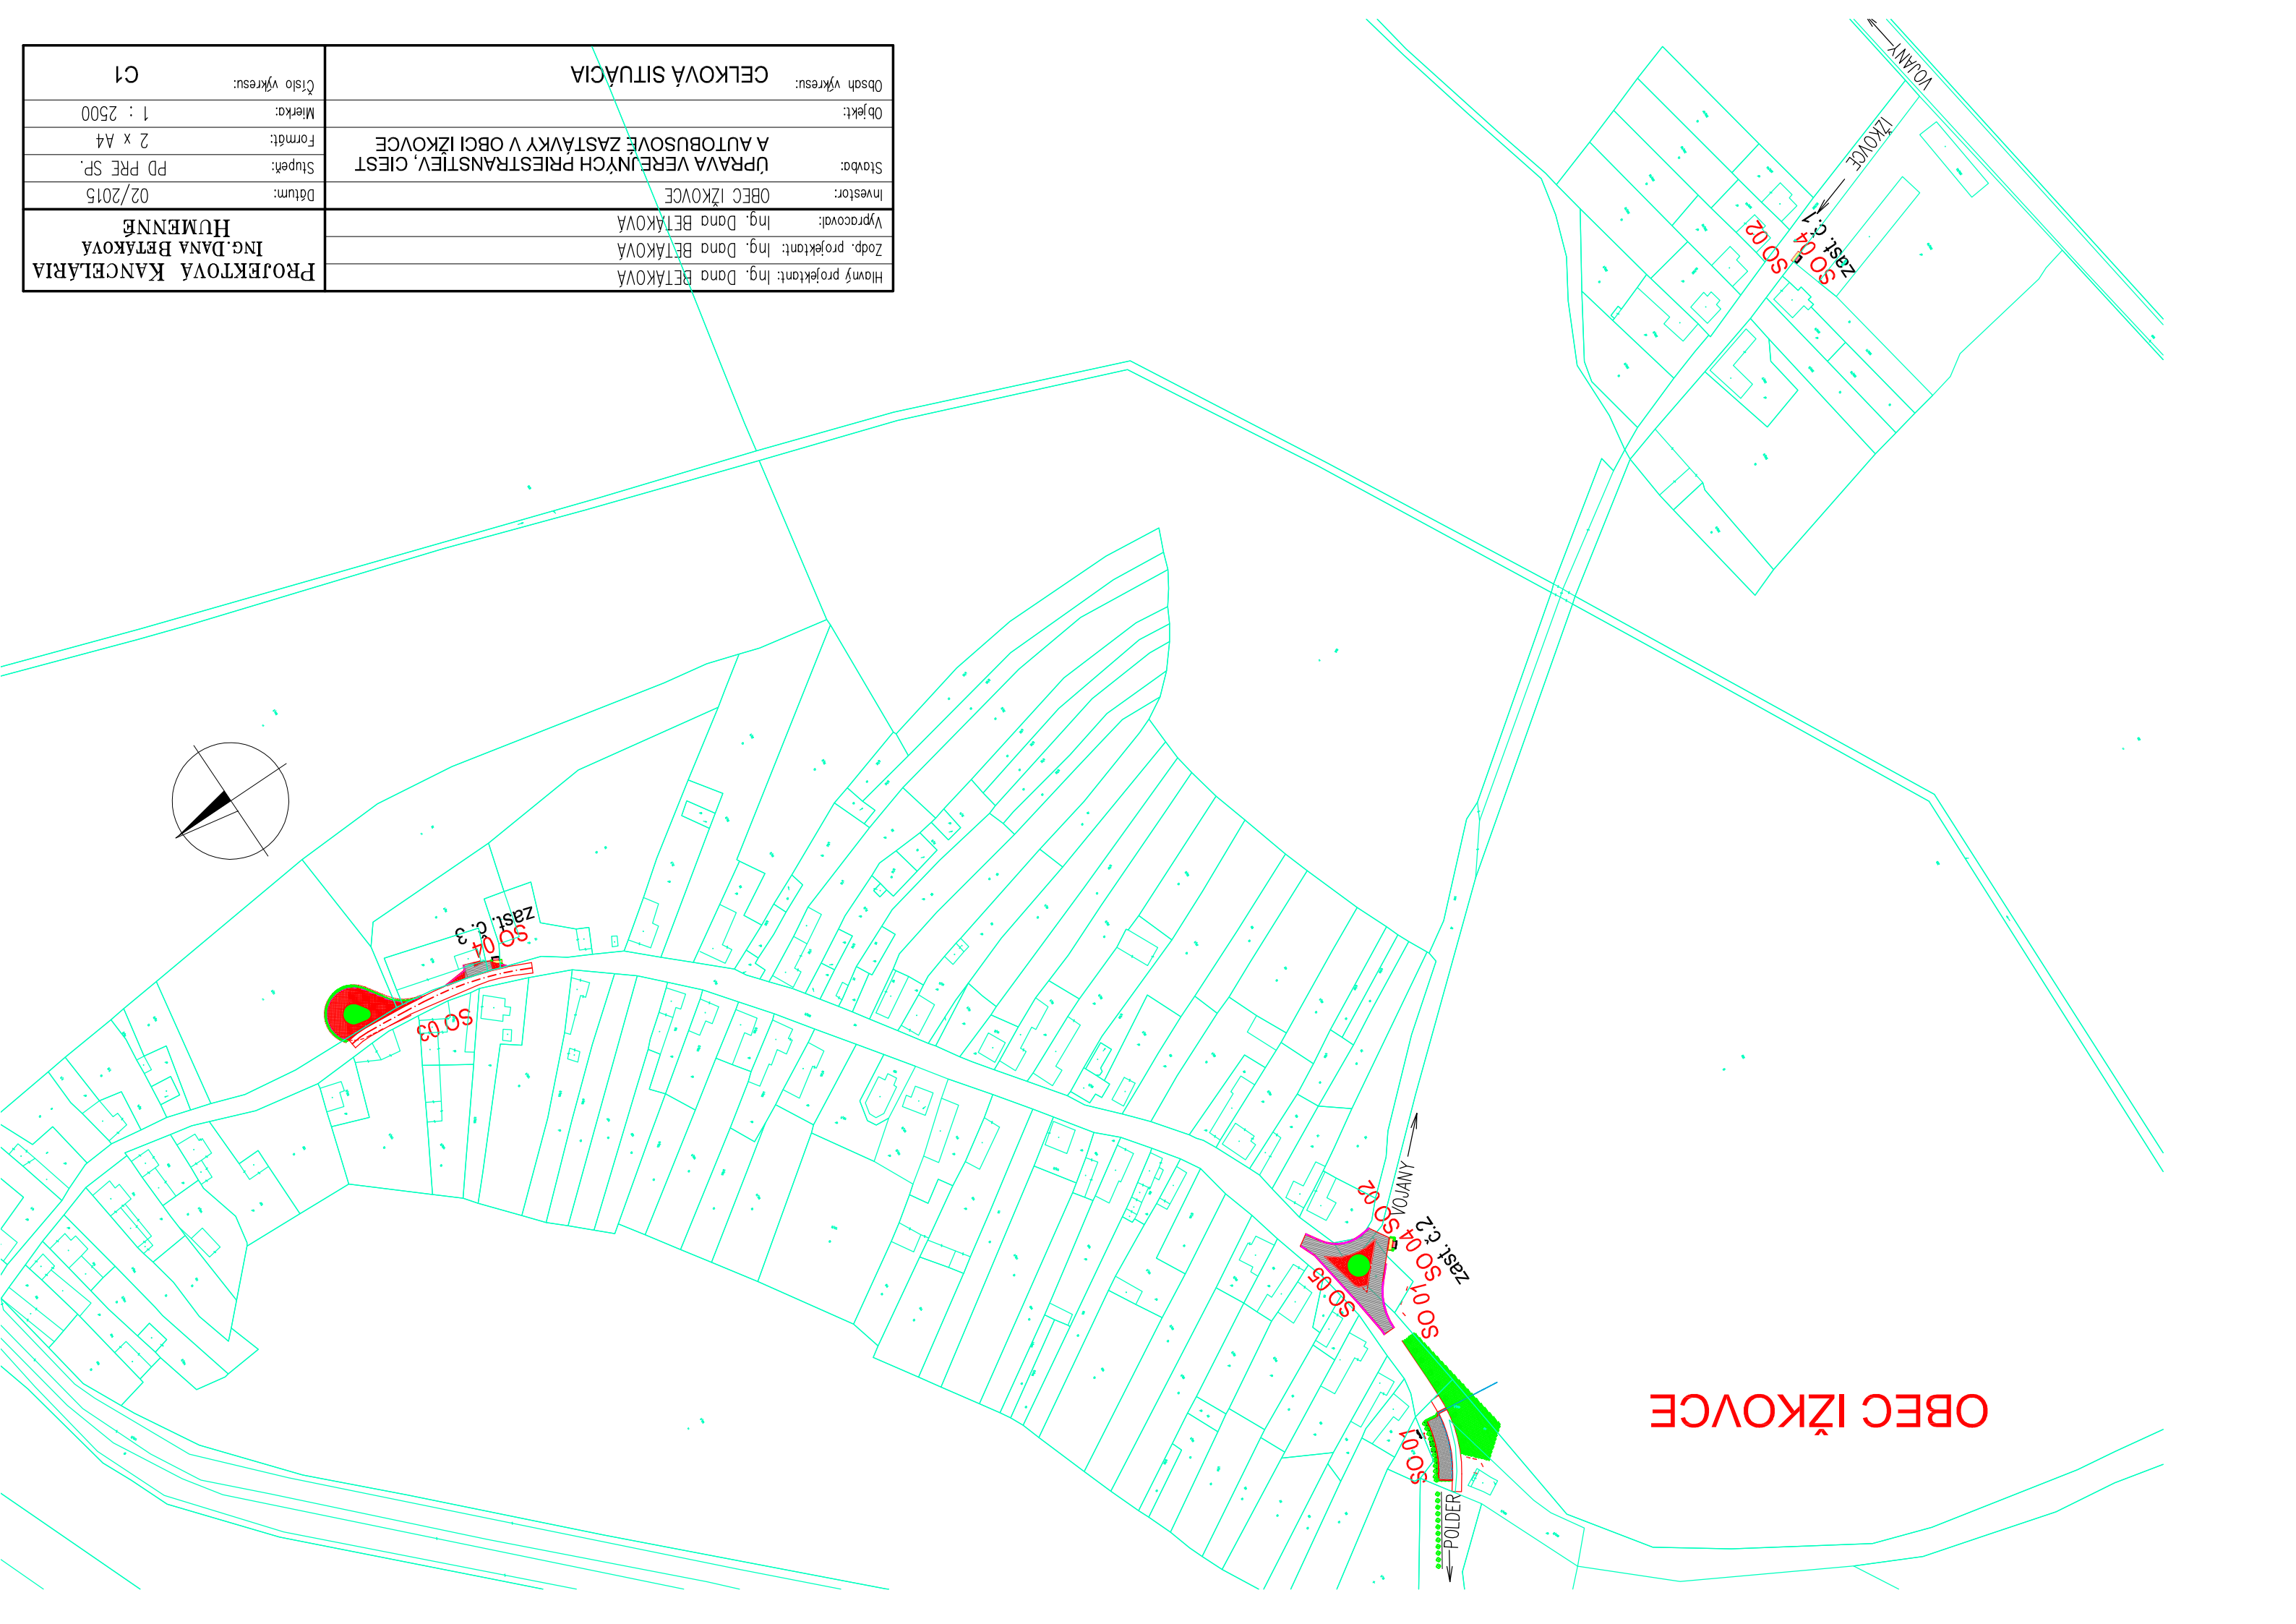 OBEC IŽKOVCE
POLDER
SO 01
SO 01
SO 05
zast. č.2
SO 04
SO 02
VOJANY
SO 03
SO 04
zast. č.3
zast. č.1
SO 04
SO 02
IŽKOVCE
VOJANY
Hlavný projektant: Ing. Dana BETÁKOVÁ
Zodp. projektant: Ing. Dana BETÁKOVÁ
Vypracoval: Ing. Dana BETÁKOVÁ
PROJEKTOVÁ KANCELÁRIA
ING. DANA BETÁKOVÁ
HUMENNÉ
Investor: OBEC IŽKOVCE
Dátum: 02/2015
Stavba: ÚPRAVA VEREJNÝCH PRIESTRANSTIEV, CIEST
A AUTOBUSOVÉ ZASTÁVKY V OBCI IŽKOVCE
Stupeň: PD PRE SP.
Formát: 2 x A4
Objekt:
Mierka: 1 : 2500
Obsah výkresu: CELKOVÁ SITUÁCIA
Číslo výkresu: C1